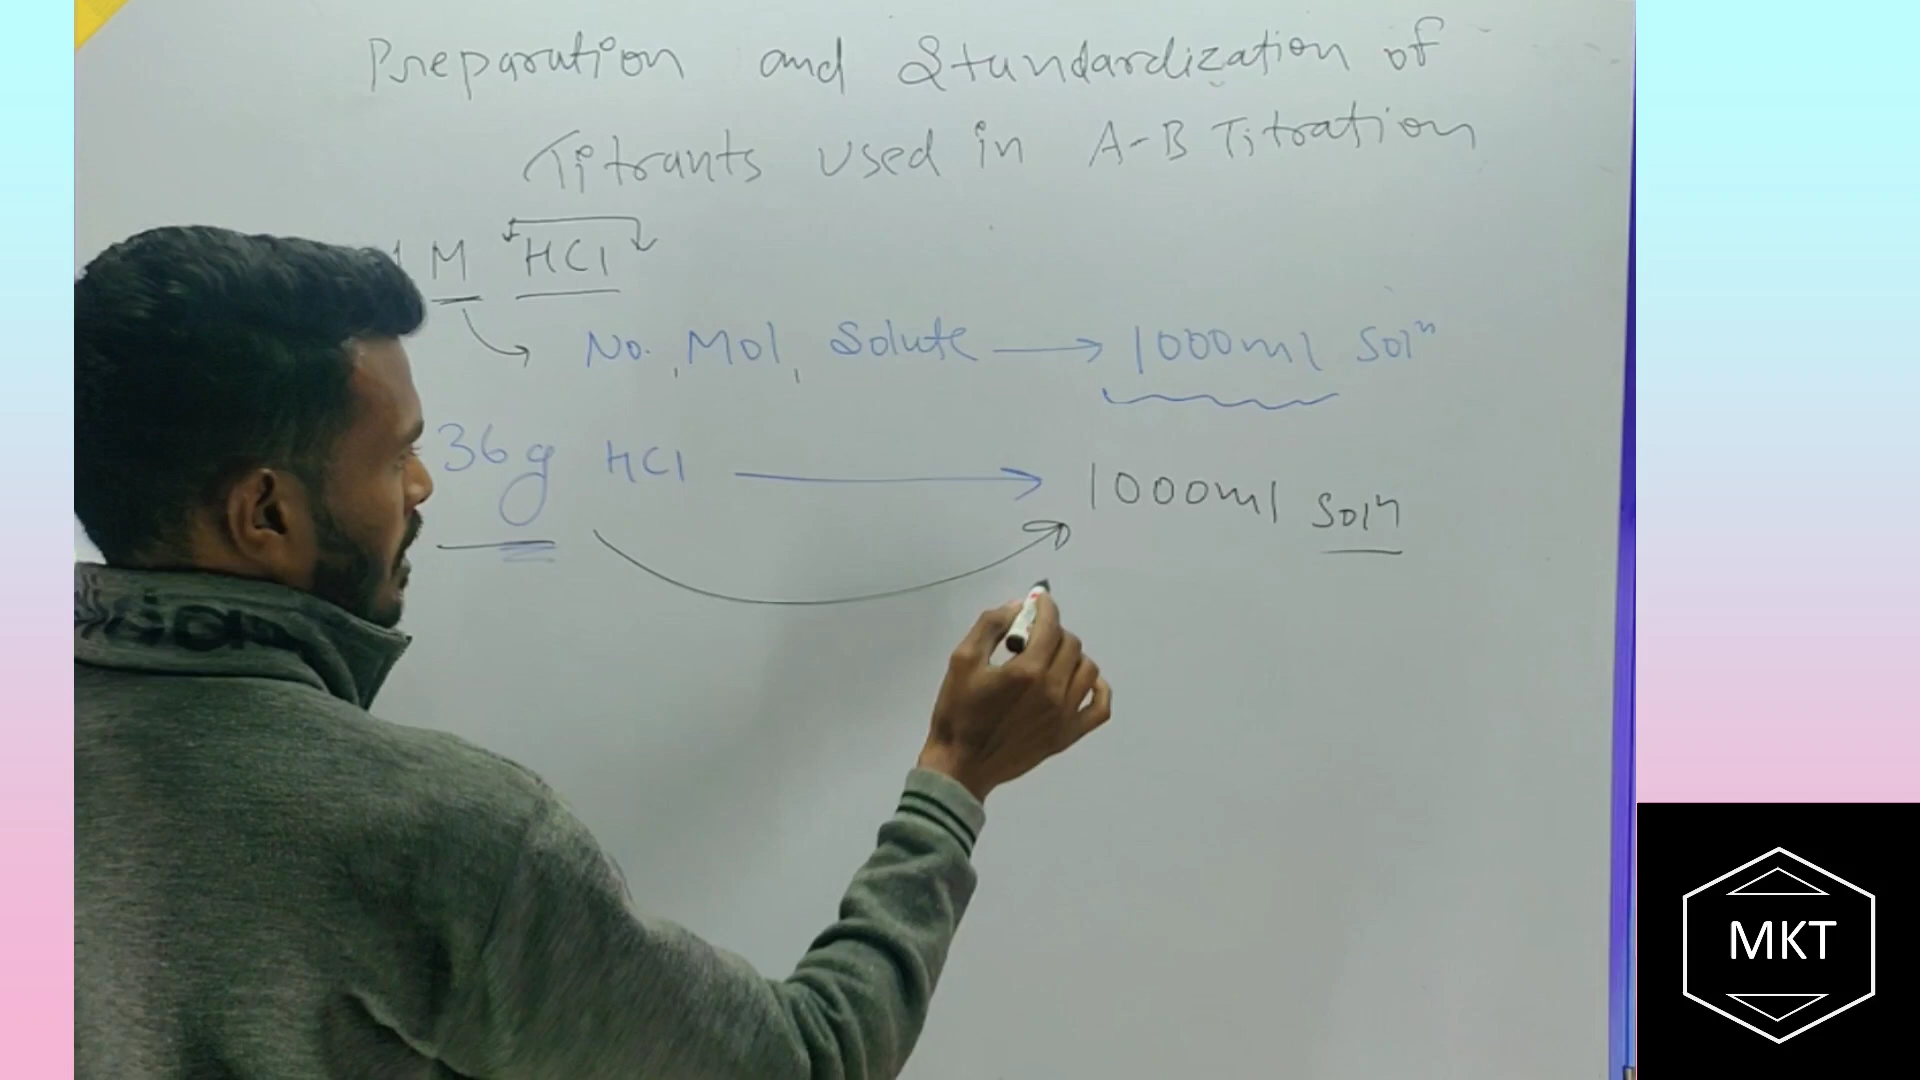 Preparation and Standardization of
Titrants used in A-B Titration
1 M HCl
No. Mol, Solute → 1000ml Solⁿ
36g HCl → 1000ml Solⁿ
MKT